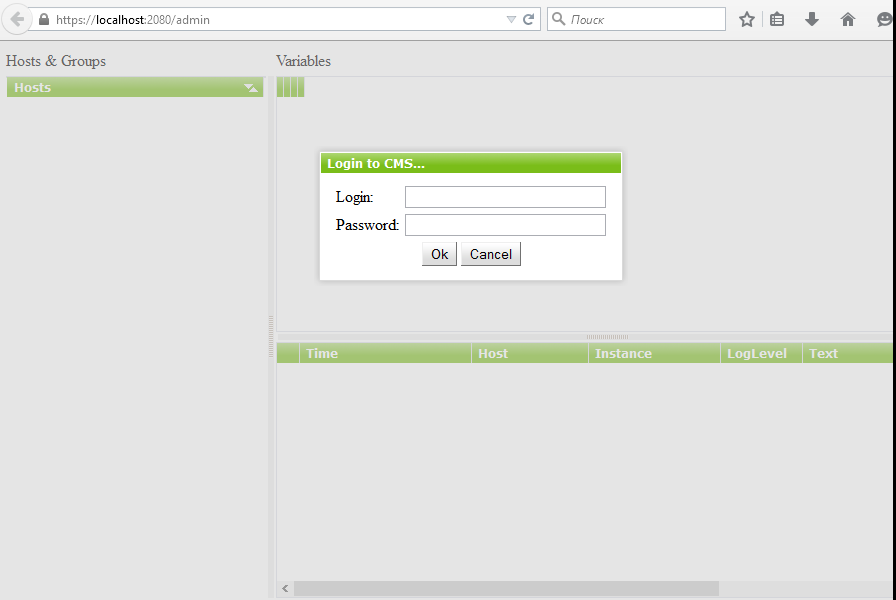 https://localhost:2080/admin
Поиск
Hosts & Groups
Variables
Hosts
Login to CMS...
Login:
Password:
Ok Cancel
Time Host Instance LogLevel Text